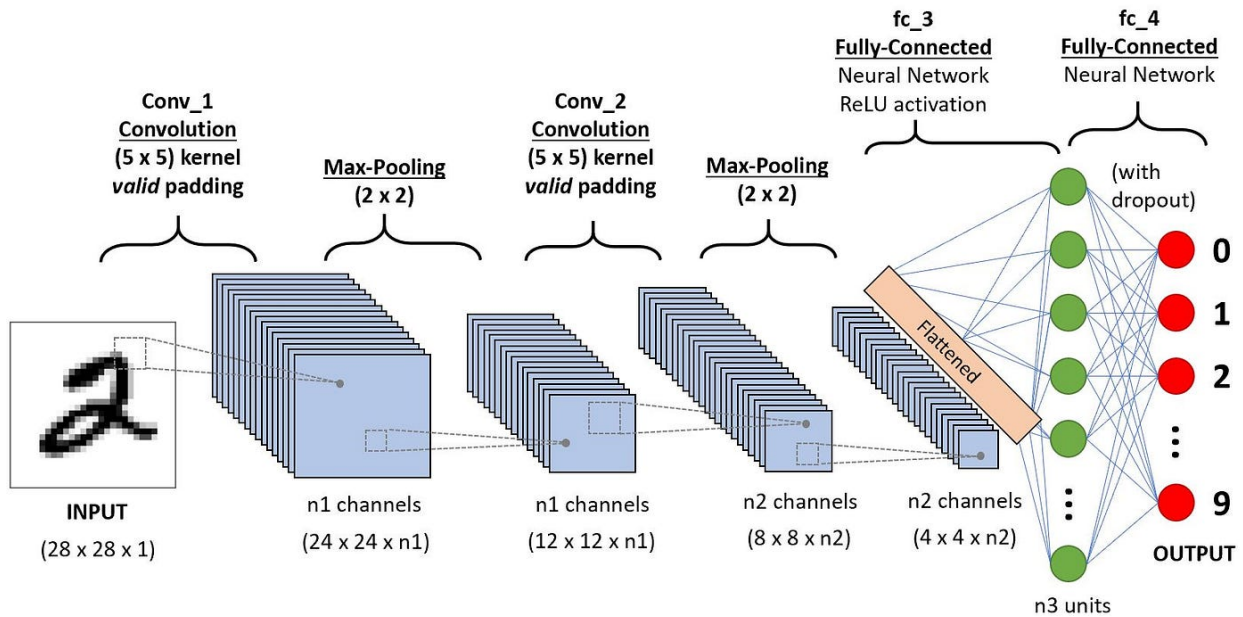 fc_3
Fully-Connected
Neural Network
ReLU activation
fc_4
Fully-Connected
Neural Network
Conv_1
Convolution
(5 x 5) kernel
valid padding
Max-Pooling
(2 x 2)
Conv_2
Convolution
(5 x 5) kernel
valid padding
Max-Pooling
(2 x 2)
(with
dropout)
Flattened
0
1
2
9
INPUT
(28 x 28 x 1)
n1 channels
(24 x 24 x n1)
n1 channels
(12 x 12 x n1)
n2 channels
(8 x 8 x n2)
n2 channels
(4 x 4 x n2)
OUTPUT
n3 units